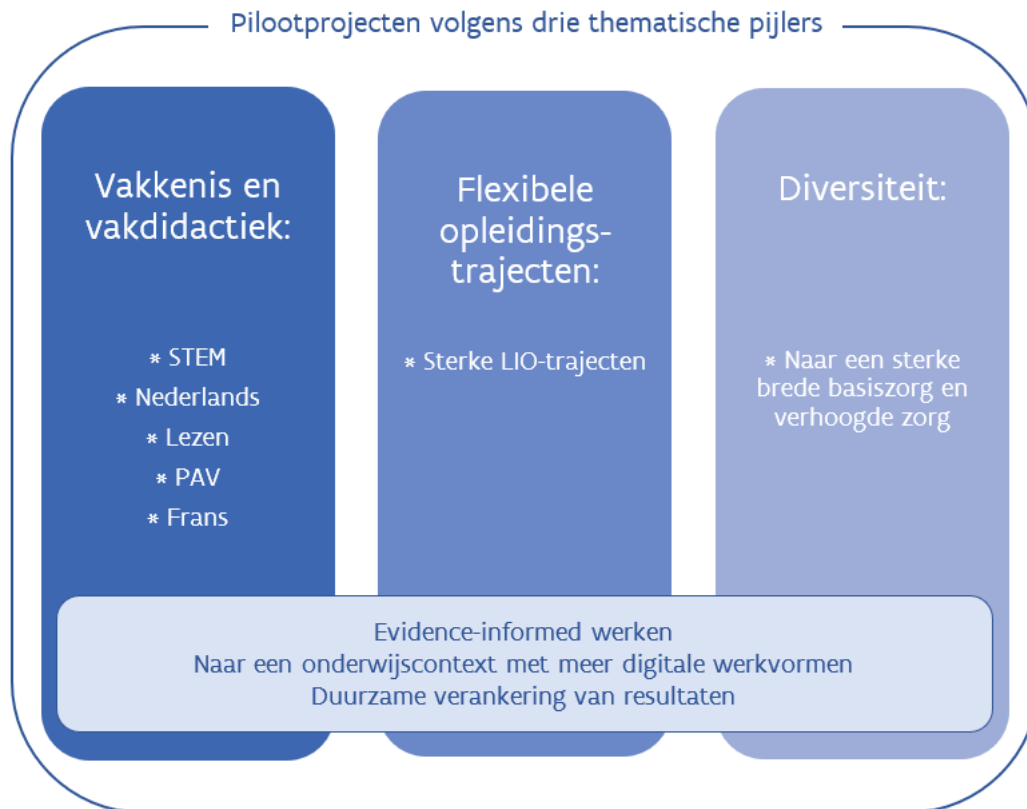 Pilootprojecten volgens drie thematische pijlers
Vakkenis en
vakdidactiek:
* STEM
* Nederlands
* Lezen
* PAV
* Frans
Flexibele
opleidings-
trajecten:
* Sterke LIO-trajecten
Diversiteit:
* Naar een sterke
brede basiszorg en
verhoogde zorg
Evidence-informed werken
Naar een onderwijscontext met meer digitale werkvormen
Duurzame verankering van resultaten